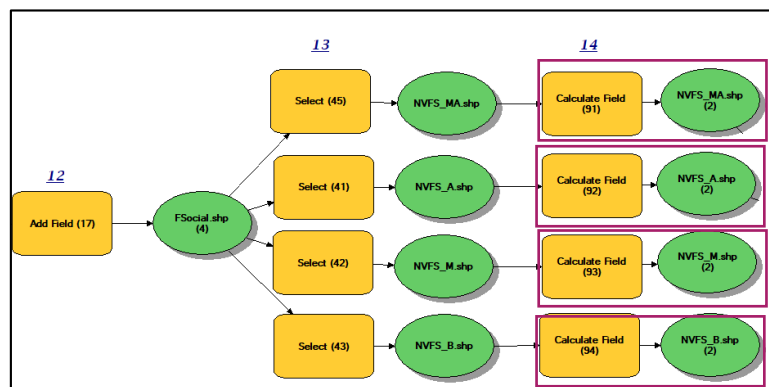 13
14
Select (45)
NVFS_MA.shp
Calculate Field
(91)
NVFS_MA.shp
(2)
12
Add Field (17)
FSocial.shp
(4)
Select (41)
NVFS_A.shp
Calculate Field
(92)
NVFS_A.shp
(2)
Select (42)
NVFS_M.shp
Calculate Field
(93)
NVFS_M.shp
(2)
Select (43)
NVFS_B.shp
Calculate Field
(94)
NVFS_B.shp
(2)